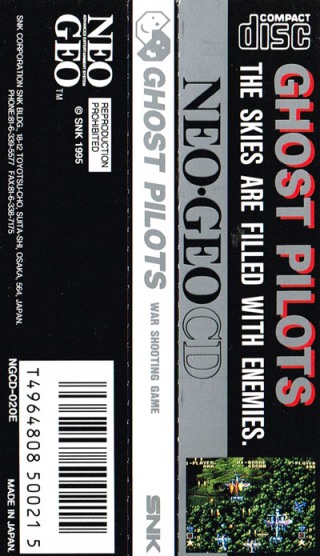 COMPACT
disc
GHOST PILOTS
THE SKIES ARE FILLED WITH ENEMIES.
NEO•GEO CD
GHOST PILOTS
WAR SHOOTING GAME
SNK
NEO
GEO™
REPRODUCTION
PROHIBITED
© SNK 1995
SNK CORPORATION SNK BLDG., 18-12 TOYOTSU-CHO, SUITA-SHI, OSAKA, 564, JAPAN.
PHONE:81-6-339-5577 FAX:81-6-338-7175
T4964808 50021 5
NGCD-020E
MADE IN JAPAN.